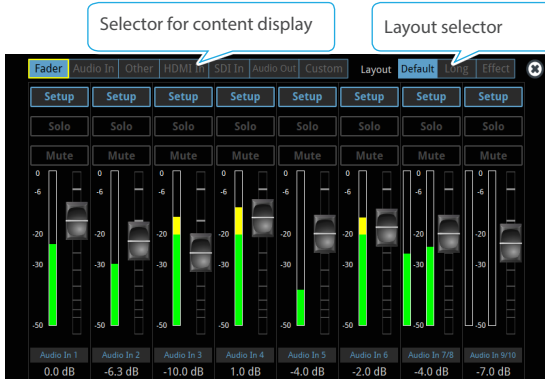 Selector for content display
Layout selector
Fader Audio In Other HDMI In SDI In Audio Out Custom Layout Default Long Effect
Setup Setup Setup Setup Setup Setup Setup Setup
Solo Solo Solo Solo Solo Solo Solo Solo
Mute Mute Mute Mute Mute Mute Mute Mute
0 0 0 0 0 0 0 0
-6 -6 -6 -6 -6 -6 -6 -6
-20 -20 -20 -20 -20 -20 -20 -20
-30 -30 -30 -30 -30 -30 -30 -30
-50 -50 -50 -50 -50 -50 -50 -50
Audio In 1 Audio In 2 Audio In 3 Audio In 4 Audio In 5 Audio In 6 Audio In 7/8 Audio In 9/10
0.0 dB -6.3 dB -10.0 dB 1.0 dB -4.0 dB -2.0 dB -4.0 dB -7.0 dB